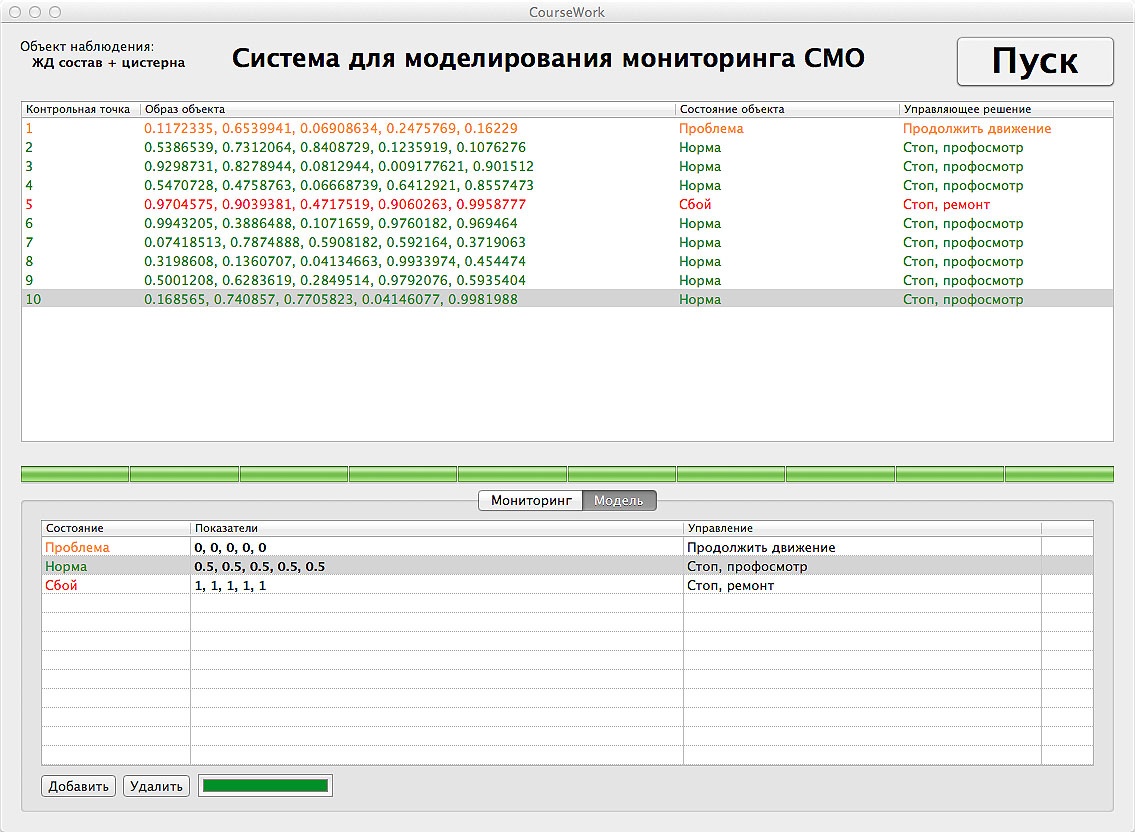 CourseWork
Объект наблюдения:
ЖД состав + цистерна
Система для моделирования мониторинга СМО
Пуск
Контрольная точка Образ объекта Состояние объекта Управляющее решение
1 0.1172335, 0.6539941, 0.06908634, 0.2475769, 0.16229 Проблема Продолжить движение
2 0.5386539, 0.7312064, 0.8408729, 0.1235919, 0.1076276 Норма Стоп, профосмотр
3 0.9298731, 0.8278944, 0.0812944, 0.009177621, 0.901512 Норма Стоп, профосмотр
4 0.5470728, 0.4758763, 0.06668739, 0.6412921, 0.8557473 Норма Стоп, профосмотр
5 0.9704575, 0.9039381, 0.4717519, 0.9060263, 0.9958777 Сбой Стоп, ремонт
6 0.9943205, 0.3886488, 0.1071659, 0.9760182, 0.969464 Норма Стоп, профосмотр
7 0.07418513, 0.7874888, 0.5908182, 0.592164, 0.3719063 Норма Стоп, профосмотр
8 0.3198608, 0.1360707, 0.04134663, 0.9933974, 0.454474 Норма Стоп, профосмотр
9 0.5001208, 0.6283619, 0.2849514, 0.9792076, 0.5935404 Норма Стоп, профосмотр
10 0.168565, 0.740857, 0.7705823, 0.04146077, 0.9981988 Норма Стоп, профосмотр
Мониторинг Модель
Состояние Показатели Управление
Проблема 0, 0, 0, 0, 0 Продолжить движение
Норма 0.5, 0.5, 0.5, 0.5, 0.5 Стоп, профосмотр
Сбой 1, 1, 1, 1, 1 Стоп, ремонт
Добавить Удалить